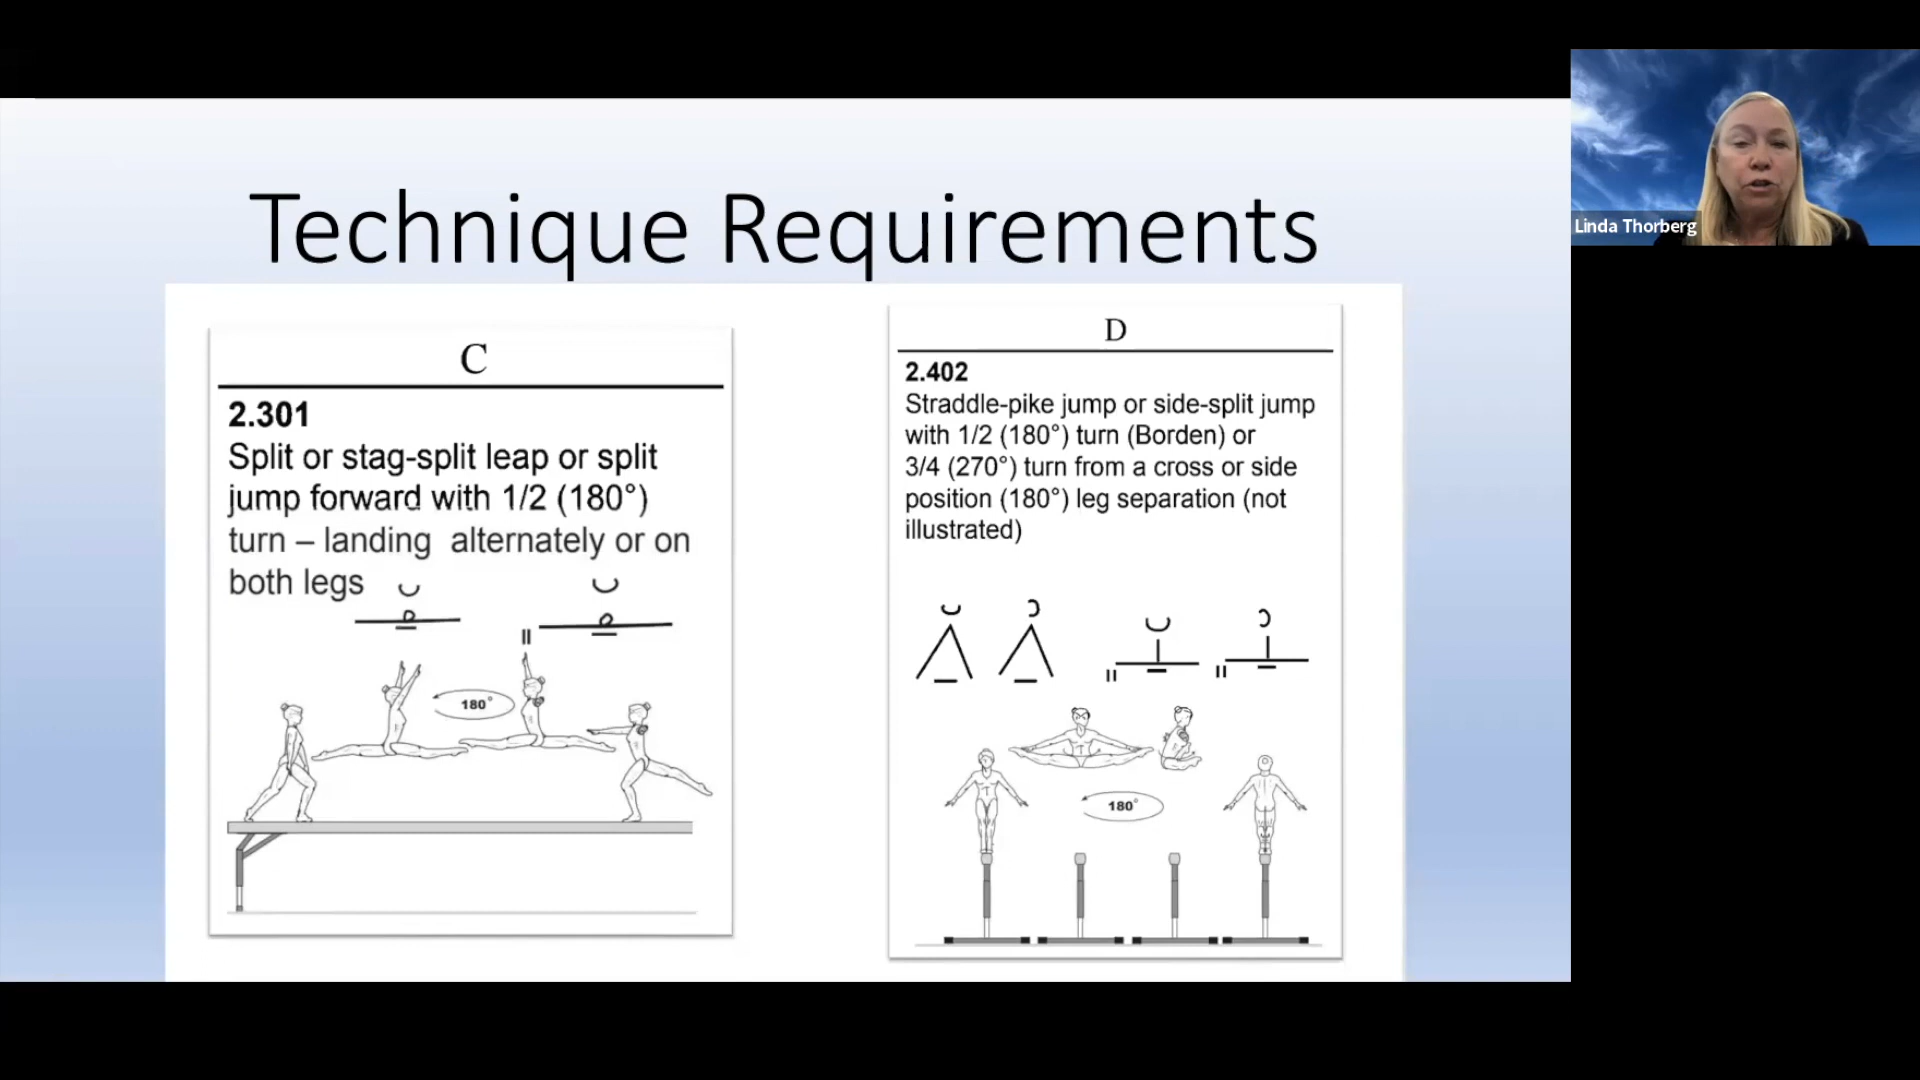 Technique Requirements
C
2.301
Split or stag-split leap or split
jump forward with 1/2 (180°)
turn – landing alternately or on
both legs
180°
D
2.402
Straddle-pike jump or side-split jump
with 1/2 (180°) turn (Borden) or
3/4 (270°) turn from a cross or side
position (180°) leg separation (not
illustrated)
180°
Linda Thorberg